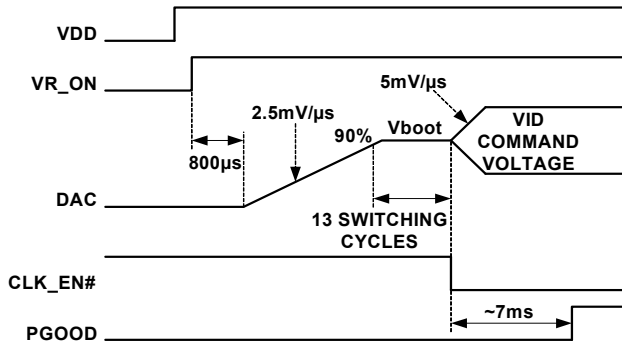 VDD
VR_ON
5mV/µs
2.5mV/µs
90%
Vboot
VID
COMMAND
VOLTAGE
800µs
DAC
13 SWITCHING
CYCLES
CLK_EN#
~7ms
PGOOD